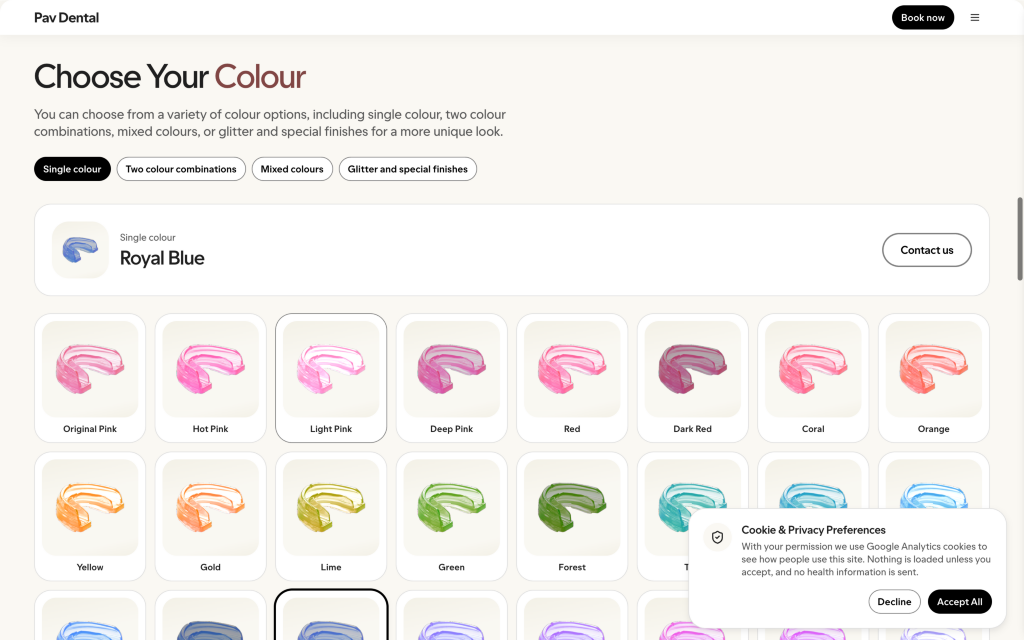 Pav Dental
Book now
Choose Your Colour
You can choose from a variety of colour options, including single colour, two colour
combinations, mixed colours, or glitter and special finishes for a more unique look.
Single colour
Two colour combinations
Mixed colours
Glitter and special finishes
Single colour
Royal Blue
Contact us
Original Pink
Hot Pink
Light Pink
Deep Pink
Red
Dark Red
Coral
Orange
Yellow
Gold
Lime
Green
Forest
Cookie & Privacy Preferences
With your permission we use Google Analytics cookies to
see how people use this site. Nothing is loaded unless you
accept, and no health information is sent.
Decline
Accept All